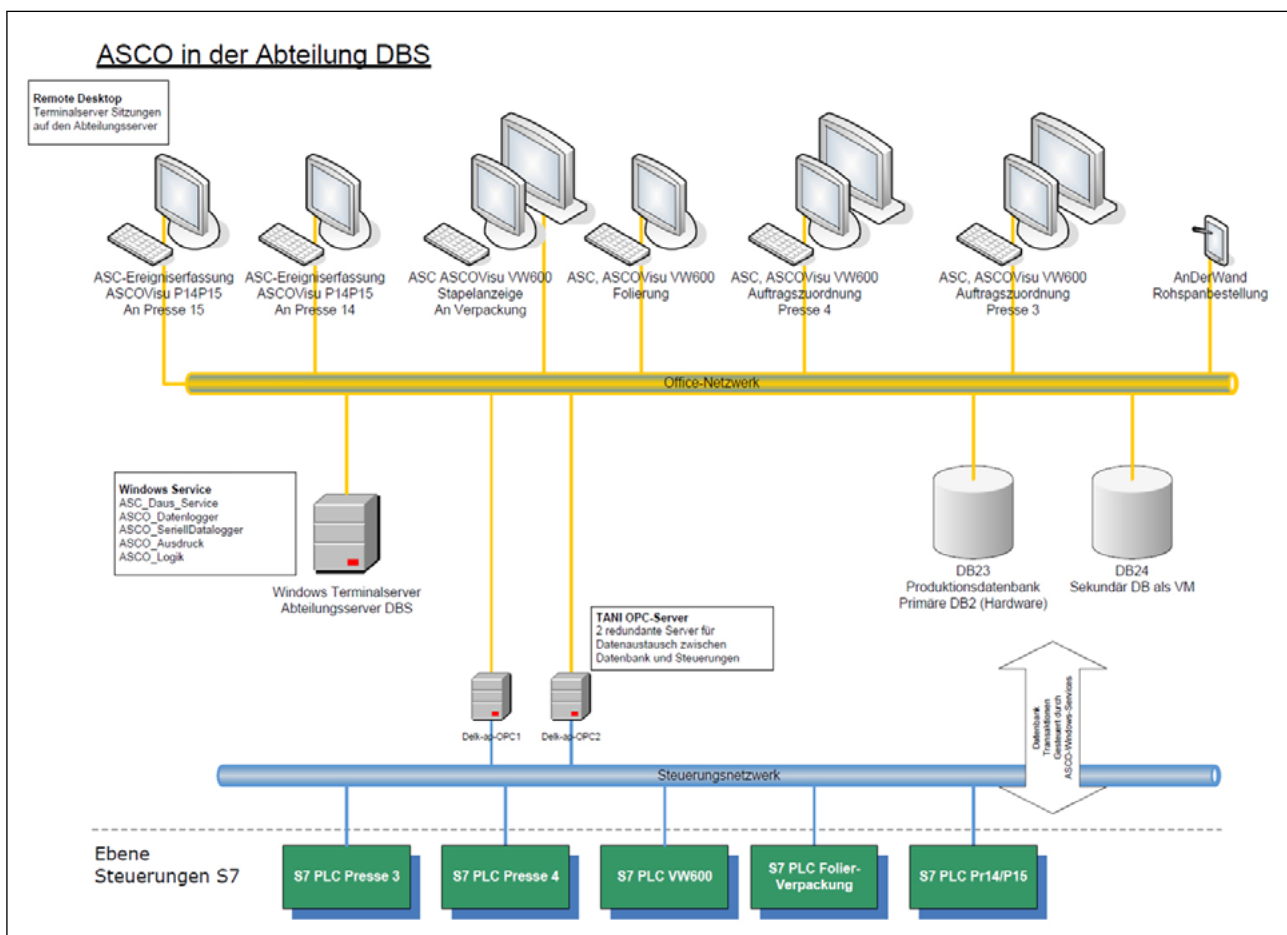 ASCO in der Abteilung DBS
Remote Desktop
Terminalserver Sitzungen
auf den Abteilungsserver
ASC-Ereigniserfassung
ASCOVisu P14P15
An Presse 15
ASC-Ereigniserfassung
ASCOVisu P14P15
An Presse 14
ASC ASCOVisu VW600
Stapelanzeige
An Verpackung
ASC, ASCOVisu VW600
Folierung
ASC, ASCOVisu VW600
Auftragszuordnung
Presse 4
ASC, ASCOVisu VW600
Auftragszuordnung
Presse 3
AnDerWand
Rohspanbestellung
Office-Netzwerk
Windows Service
ASC_Daus_Service
ASCO_Datenlogger
ASCO_SeriellDatalogger
ASCO_Ausdruck
ASCO_Logik
Windows Terminalserver
Abteilungsserver DBS
DB23
Produktionsdatenbank
Primäre DB2 (Hardware)
DB24
Sekundär DB als VM
TANI OPC-Server
2 redundante Server für
Datenaustausch zwischen
Datenbank und Steuerungen
Delk-ap-OPC1
Delk-ap-OPC2
Datenbank
Transaktionen
Gesteuert durch
ASCO-Windows-Services
Steuerungsnetzwerk
Ebene
Steuerungen S7
S7 PLC Presse 3
S7 PLC Presse 4
S7 PLC VW600
S7 PLC Folier-
Verpackung
S7 PLC Pr14/P15